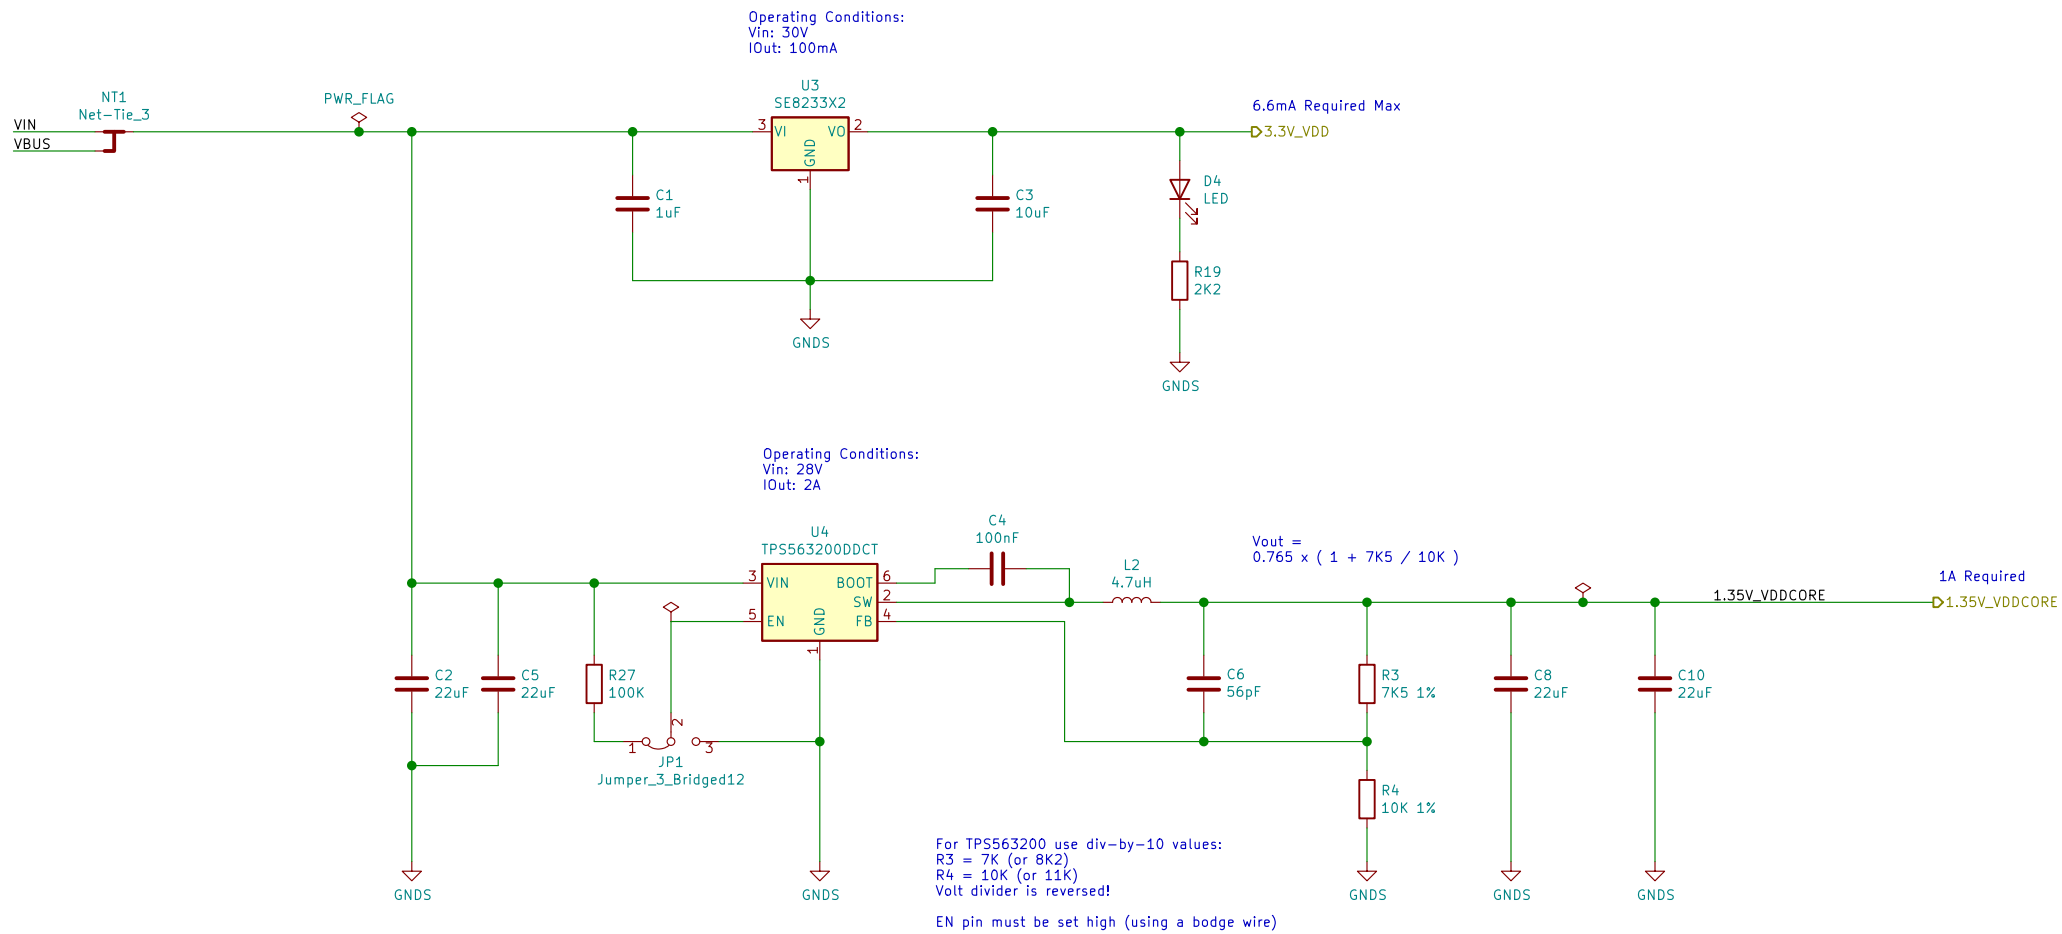 Operating Conditions:
Vin: 30V
IOut: 100mA
NT1
Net-Tie_3
VIN
VBUS
PWR_FLAG
U3
SE8233X2
3
VI
VO
2
GND
1
6.6mA Required Max
3.3V_VDD
C1
1uF
C3
10uF
D4
LED
R19
2K2
GNDS
GNDS
Operating Conditions:
Vin: 28V
IOut: 2A
U4
TPS563200DDCT
3
VIN
BOOT
6
SW
2
5
EN
FB
4
GND
1
C4
100nF
L2
4.7uH
Vout =
0.765 x ( 1 + 7K5 / 10K )
1A Required
1.35V_VDDCORE
1.35V_VDDCORE
C2
22uF
C5
22uF
R27
100K
C6
56pF
R3
7K5 1%
C8
22uF
C10
22uF
1
2
3
JP1
Jumper_3_Bridged12
R4
10K 1%
For TPS563200 use div-by-10 values:
R3 = 7K (or 8K2)
R4 = 10K (or 11K)
Volt divider is reversed!
EN pin must be set high (using a bodge wire)
GNDS
GNDS
GNDS
GNDS
GNDS